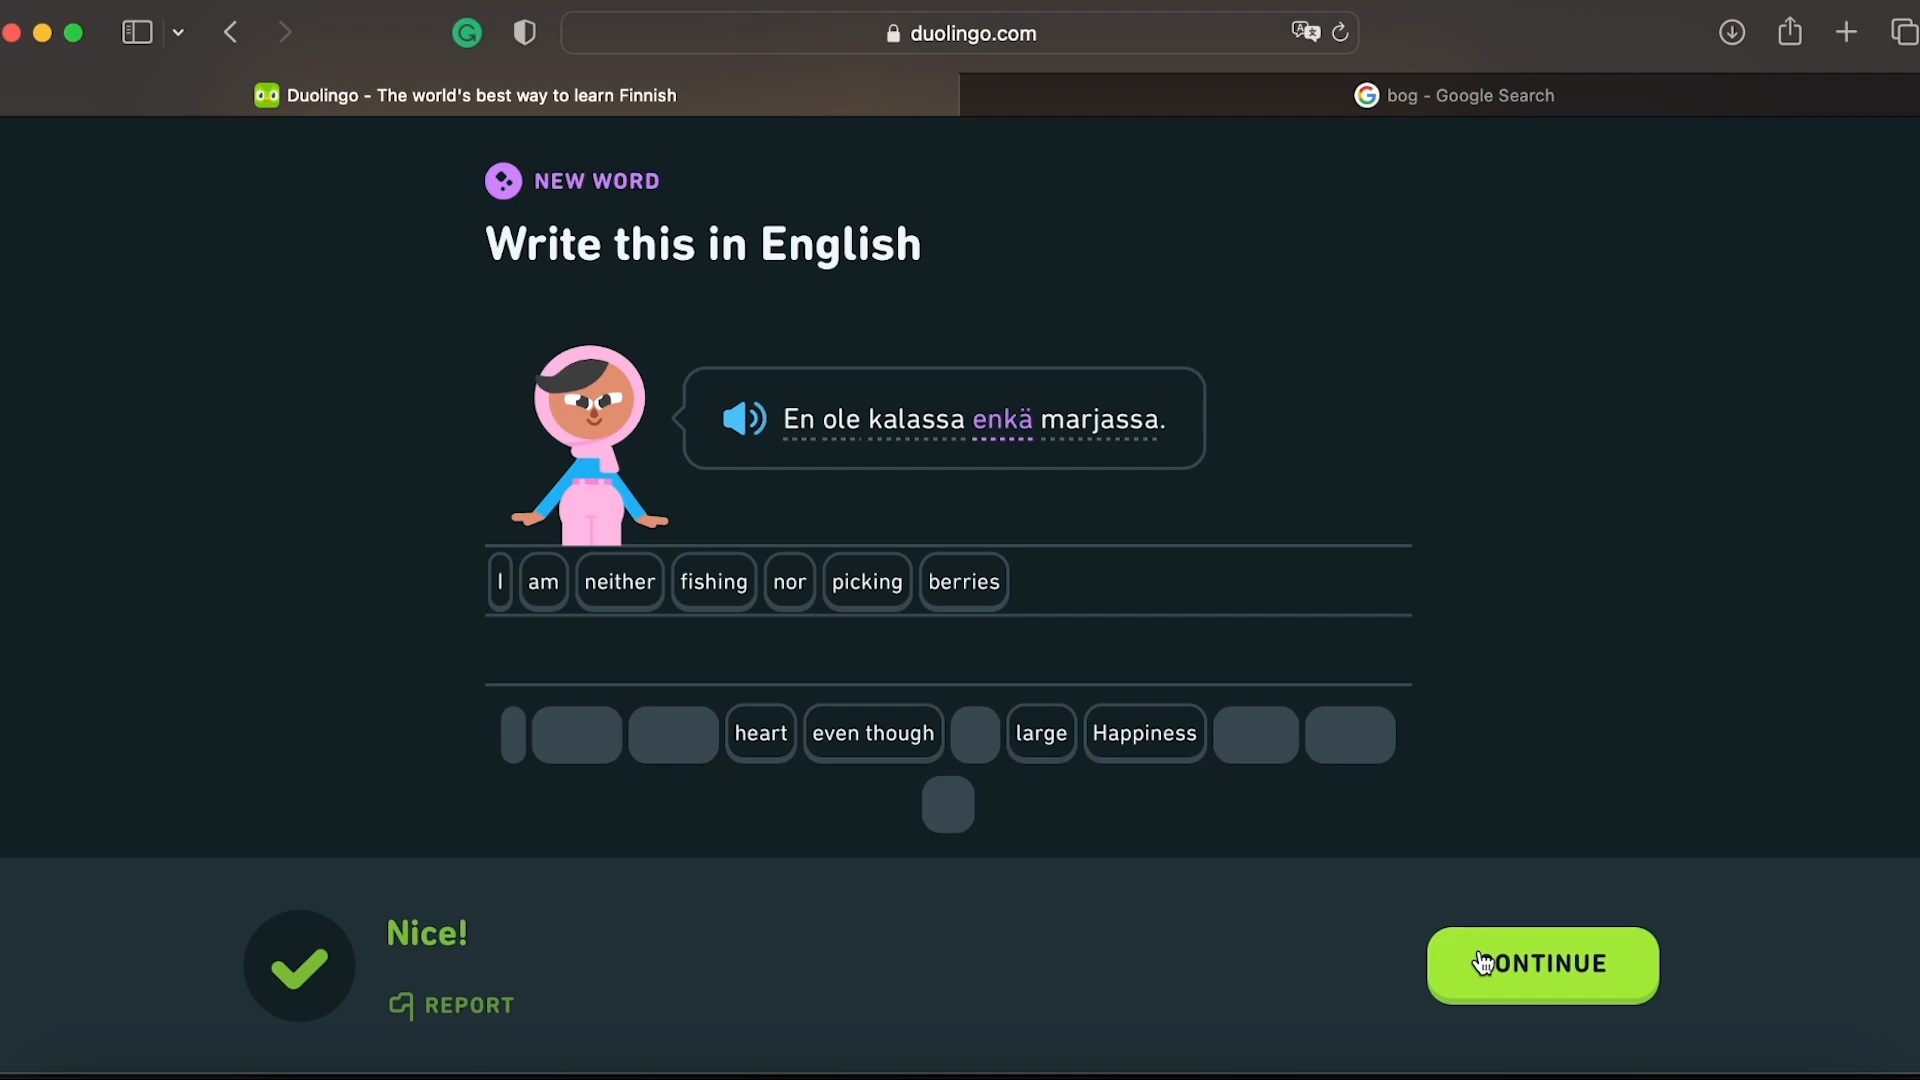 duolingo.com
Duolingo - The world's best way to learn Finnish
bog - Google Search
NEW WORD
Write this in English
En ole kalassa enkä marjassa.
I am neither fishing nor picking berries
heart even though large Happiness
Nice!
REPORT
CONTINUE